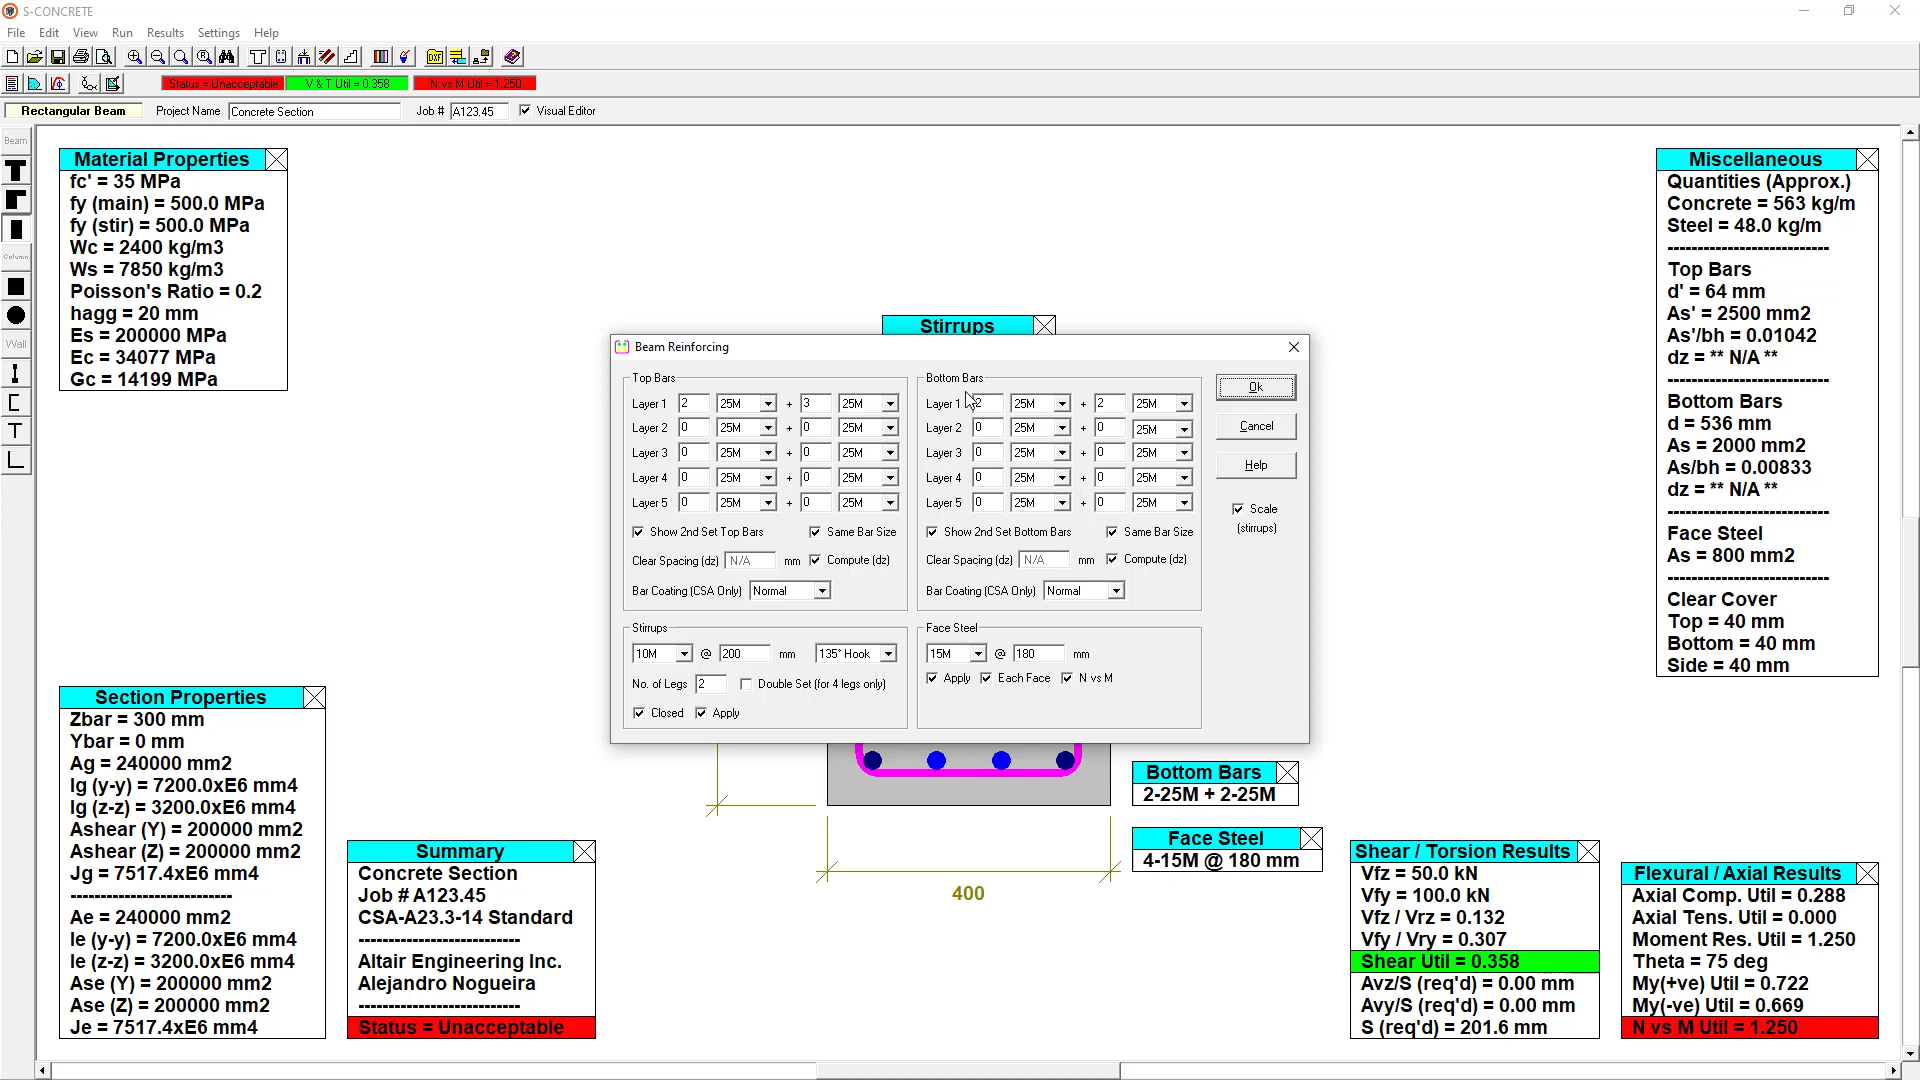 S-CONCRETE
File Edit View Run Results Settings Help
Status = Unacceptable V & T Util = 0.358 N vs M Util = 1.250
Rectangular Beam Project Name Concrete Section Job # A123.45 Visual Editor
Beam
Column
Wall
Material Properties
fc' = 35 MPa
fy (main) = 500.0 MPa
fy (stir) = 500.0 MPa
Wc = 2400 kg/m3
Ws = 7850 kg/m3
Poisson's Ratio = 0.2
hagg = 20 mm
Es = 200000 MPa
Ec = 34077 MPa
Gc = 14199 MPa
Stirrups
Beam Reinforcing
Top Bars
Layer 1 2 25M + 3 25M
Layer 2 0 25M + 0 25M
Layer 3 0 25M + 0 25M
Layer 4 0 25M + 0 25M
Layer 5 0 25M + 0 25M
Show 2nd Set Top Bars Same Bar Size
Clear Spacing (dz) N/A mm Compute (dz)
Bar Coating (CSA Only) Normal
Bottom Bars
Layer 1 2 25M + 2 25M
Layer 2 0 25M + 0 25M
Layer 3 0 25M + 0 25M
Layer 4 0 25M + 0 25M
Layer 5 0 25M + 0 25M
Show 2nd Set Bottom Bars Same Bar Size
Clear Spacing (dz) N/A mm Compute (dz)
Bar Coating (CSA Only) Normal
Ok
Cancel
Help
Scale
(stirrups)
Stirrups
10M @ 200 mm 135° Hook
No. of Legs 2 Double Set (for 4 legs only)
Closed Apply
Face Steel
15M @ 180 mm
Apply Each Face N vs M
Miscellaneous
Quantities (Approx.)
Concrete = 563 kg/m
Steel = 48.0 kg/m
---------------------------
Top Bars
d' = 64 mm
As' = 2500 mm2
As'/bh = 0.01042
dz = ** N/A **
---------------------------
Bottom Bars
d = 536 mm
As = 2000 mm2
As/bh = 0.00833
dz = ** N/A **
---------------------------
Face Steel
As = 800 mm2
---------------------------
Clear Cover
Top = 40 mm
Bottom = 40 mm
Side = 40 mm
Section Properties
Zbar = 300 mm
Ybar = 0 mm
Ag = 240000 mm2
Ig (y-y) = 7200.0xE6 mm4
Ig (z-z) = 3200.0xE6 mm4
Ashear (Y) = 200000 mm2
Ashear (Z) = 200000 mm2
Jg = 7517.4xE6 mm4
---------------------------
Ae = 240000 mm2
Ie (y-y) = 7200.0xE6 mm4
Ie (z-z) = 3200.0xE6 mm4
Ase (Y) = 200000 mm2
Ase (Z) = 200000 mm2
Je = 7517.4xE6 mm4
Summary
Concrete Section
Job # A123.45
CSA-A23.3-14 Standard
---------------------------
Altair Engineering Inc.
Alejandro Nogueira
---------------------------
Status = Unacceptable
400
Bottom Bars
2-25M + 2-25M
Face Steel
4-15M @ 180 mm
Shear / Torsion Results
Vfz = 50.0 kN
Vfy = 100.0 kN
Vfz / Vrz = 0.132
Vfy / Vry = 0.307
Shear Util = 0.358
Avz/S (req'd) = 0.00 mm
Avy/S (req'd) = 0.00 mm
S (req'd) = 201.6 mm
Flexural / Axial Results
Axial Comp. Util = 0.288
Axial Tens. Util = 0.000
Moment Res. Util = 1.250
Theta = 75 deg
My(+ve) Util = 0.722
My(-ve) Util = 0.669
N vs M Util = 1.250